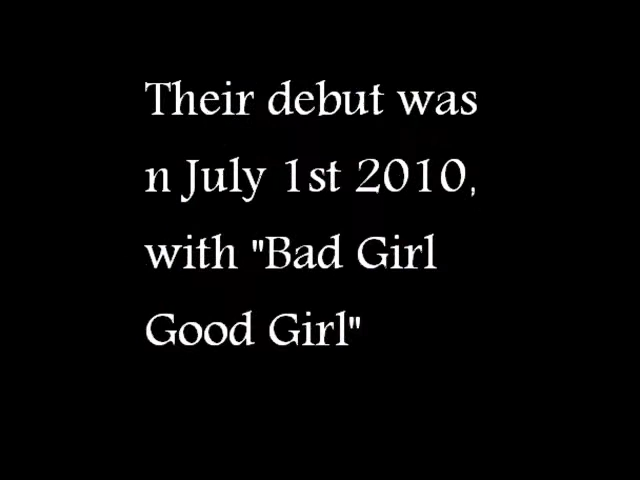 Their debut was
n July 1st 2010,
with "Bad Girl
Good Girl"